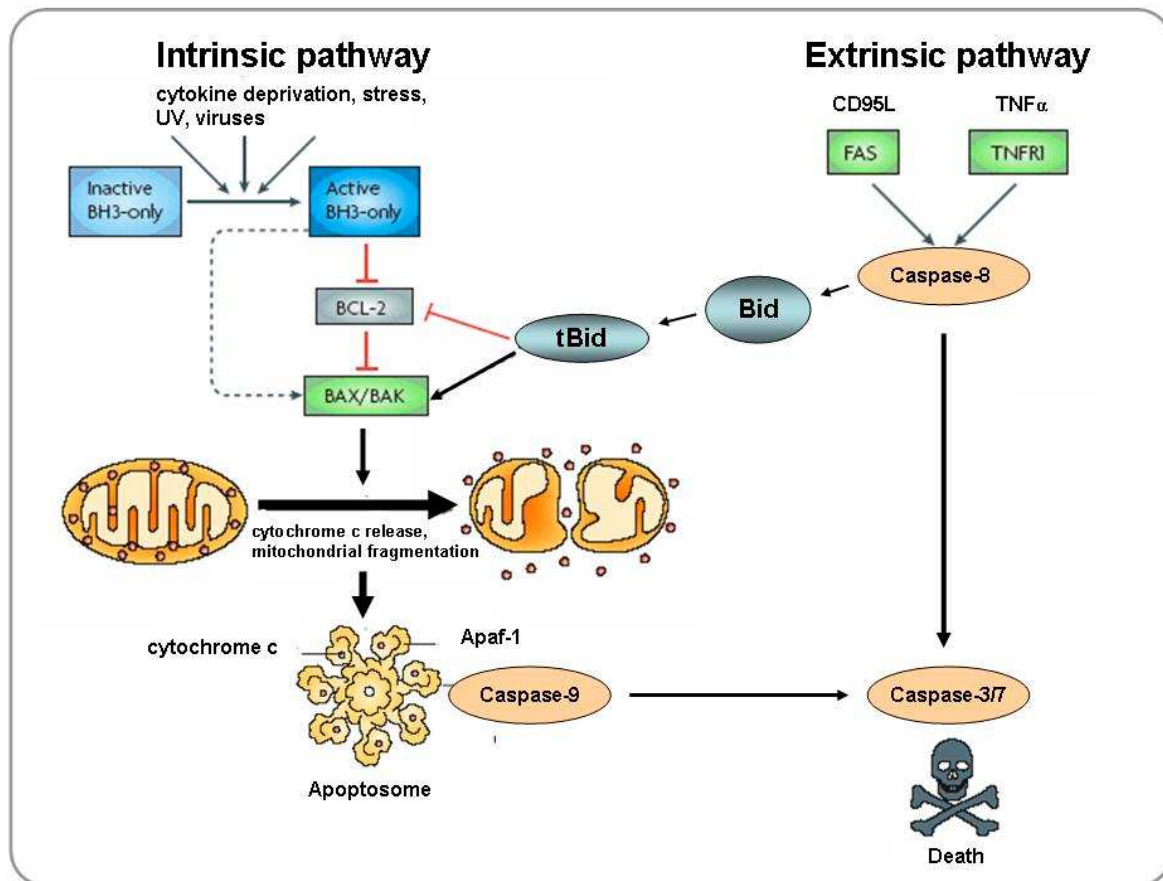 Intrinsic pathway
cytokine deprivation, stress,
UV, viruses
Inactive
BH3-only
Active
BH3-only
BCL-2
BAX/BAK
Extrinsic pathway
CD95L
TNFα
FAS
TNFR1
Caspase-8
Bid
tBid
cytochrome c release,
mitochondrial fragmentation
cytochrome c
Apaf-1
Caspase-9
Apoptosome
Caspase-3/7
Death